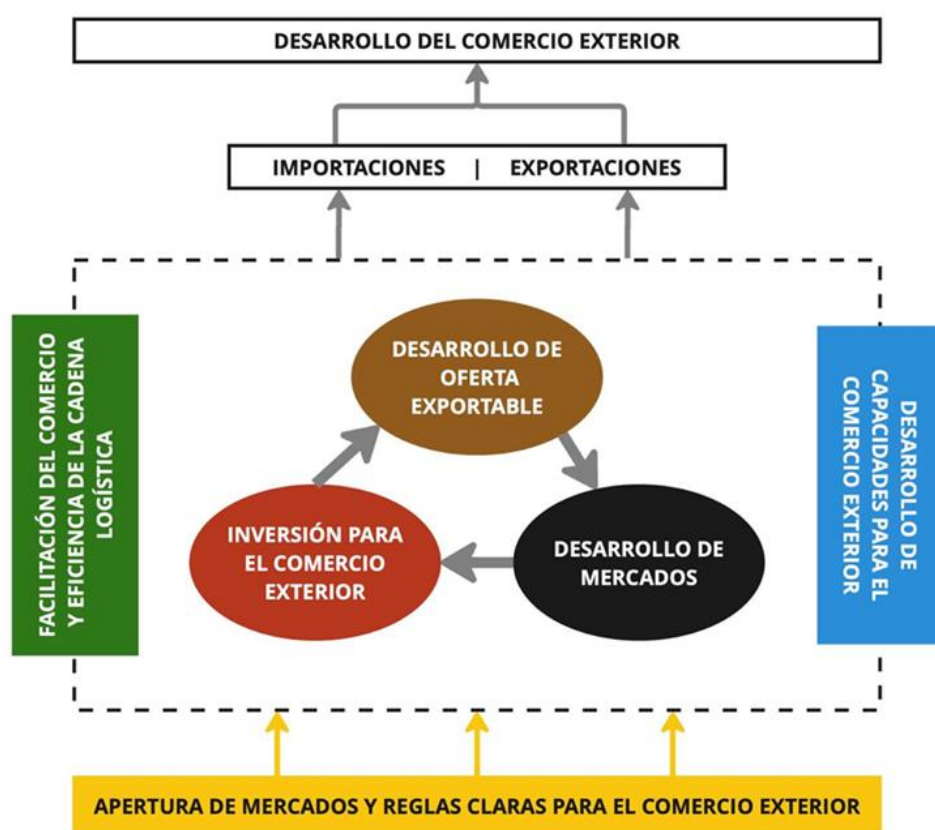 DESARROLLO DEL COMERCIO EXTERIOR
IMPORTACIONES | EXPORTACIONES
FACILITACIÓN DEL COMERCIO
Y EFICIENCIA DE LA CADENA
LOGÍSTICA
DESARROLLO DE
OFERTA
EXPORTABLE
INVERSIÓN PARA
EL COMERCIO
EXTERIOR
DESARROLLO DE
MERCADOS
DESARROLLO DE
CAPACIDADES PARA EL
COMERCIO EXTERIOR
APERTURA DE MERCADOS Y REGLAS CLARAS PARA EL COMERCIO EXTERIOR